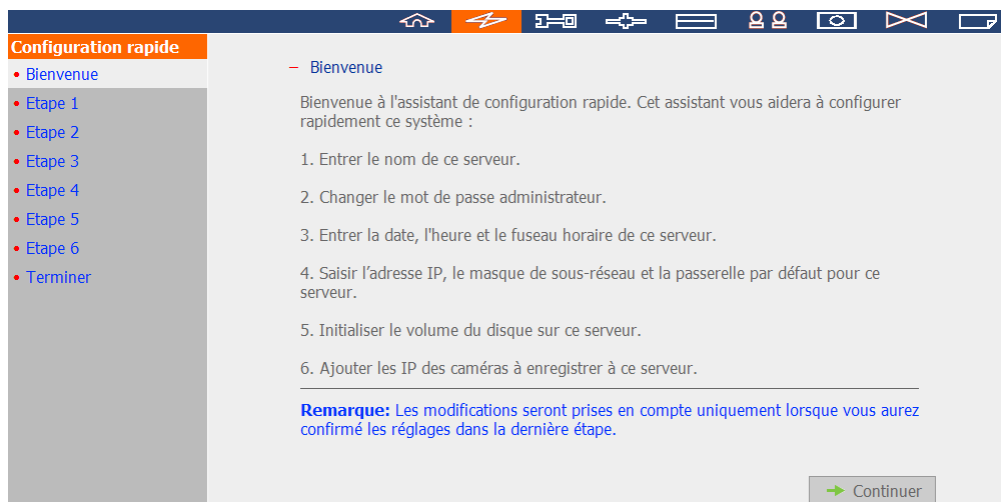 Configuration rapide
• Bienvenue
• Etape 1
• Etape 2
• Etape 3
• Etape 4
• Etape 5
• Etape 6
• Terminer
– Bienvenue
Bienvenue à l'assistant de configuration rapide. Cet assistant vous aidera à configurer
rapidement ce système :
1. Entrer le nom de ce serveur.
2. Changer le mot de passe administrateur.
3. Entrer la date, l'heure et le fuseau horaire de ce serveur.
4. Saisir l’adresse IP, le masque de sous-réseau et la passerelle par défaut pour ce
serveur.
5. Initialiser le volume du disque sur ce serveur.
6. Ajouter les IP des caméras à enregistrer à ce serveur.
Remarque: Les modifications seront prises en compte uniquement lorsque vous aurez
confirmé les réglages dans la dernière étape.
Continuer